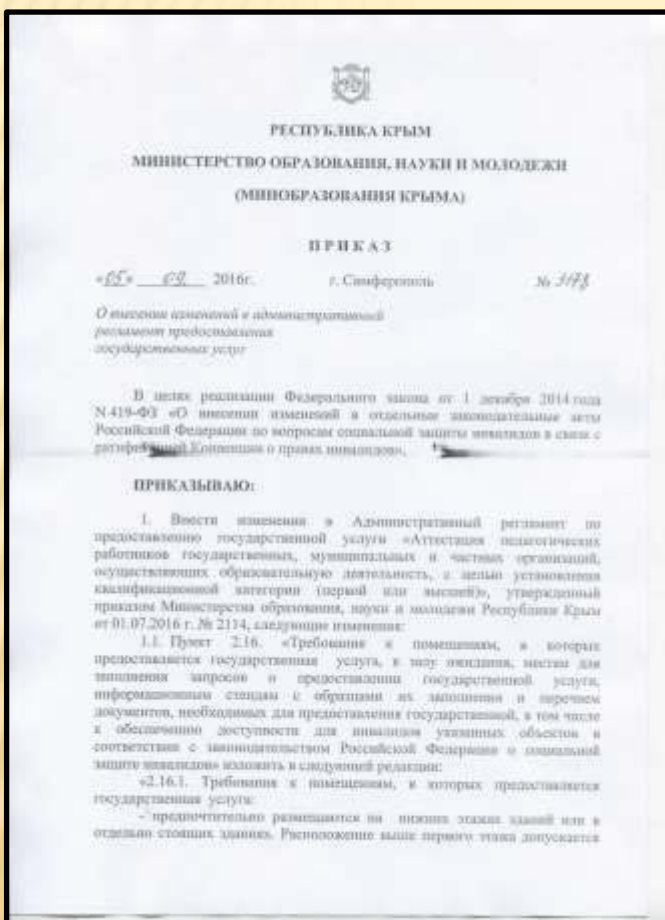 РЕСПУБЛИКА КРЫМ
МИНИСТЕРСТВО ОБРАЗОВАНИЯ, НАУКИ И МОЛОДЕЖИ
(МИНОБРАЗОВАНИЯ КРЫМА)
ПРИКАЗ
«05» 09 2016г. г. Симферополь №
О внесении изменений в административный
регламент предоставления
государственных услуг
В целях реализации Федерального закона от 1 декабря 2014 года
N 419-ФЗ «О внесении изменений в отдельные законодательные акты
Российской Федерации по вопросам социальной защиты инвалидов в связи с
ратификацией Конвенции о правах инвалидов»,
ПРИКАЗЫВАЮ:
1. Внести изменения в Административный регламент по
предоставлению государственной услуги «Аттестация педагогических
работников государственных, муниципальных и частных организаций,
осуществляющих образовательную деятельность, с целью установления
квалификационной категории (первой или высшей)», утвержденный
приказом Министерства образования, науки и молодежи Республики Крым
от 01.07.2016 г. № 2114, следующие изменения:
1.1. Пункт 2.16. «Требования к помещениям, в которых
предоставляется государственная услуга, к залу ожидания, местам для
заполнения запросов о предоставлении государственной услуги,
информационным стендам с образцами их заполнения и перечнем
документов, необходимых для предоставления государственной, в том числе
к обеспечению доступности для инвалидов указанных объектов в
соответствии с законодательством Российской Федерации о социальной
защите инвалидов» изложить в следующей редакции:
«2.16.1. Требования к помещениям, в которых предоставляется
государственная услуга:
- предпочтительно размещаются на нижних этажах зданий или в
отдельно стоящих зданиях. Расположение выше первого этажа допускается